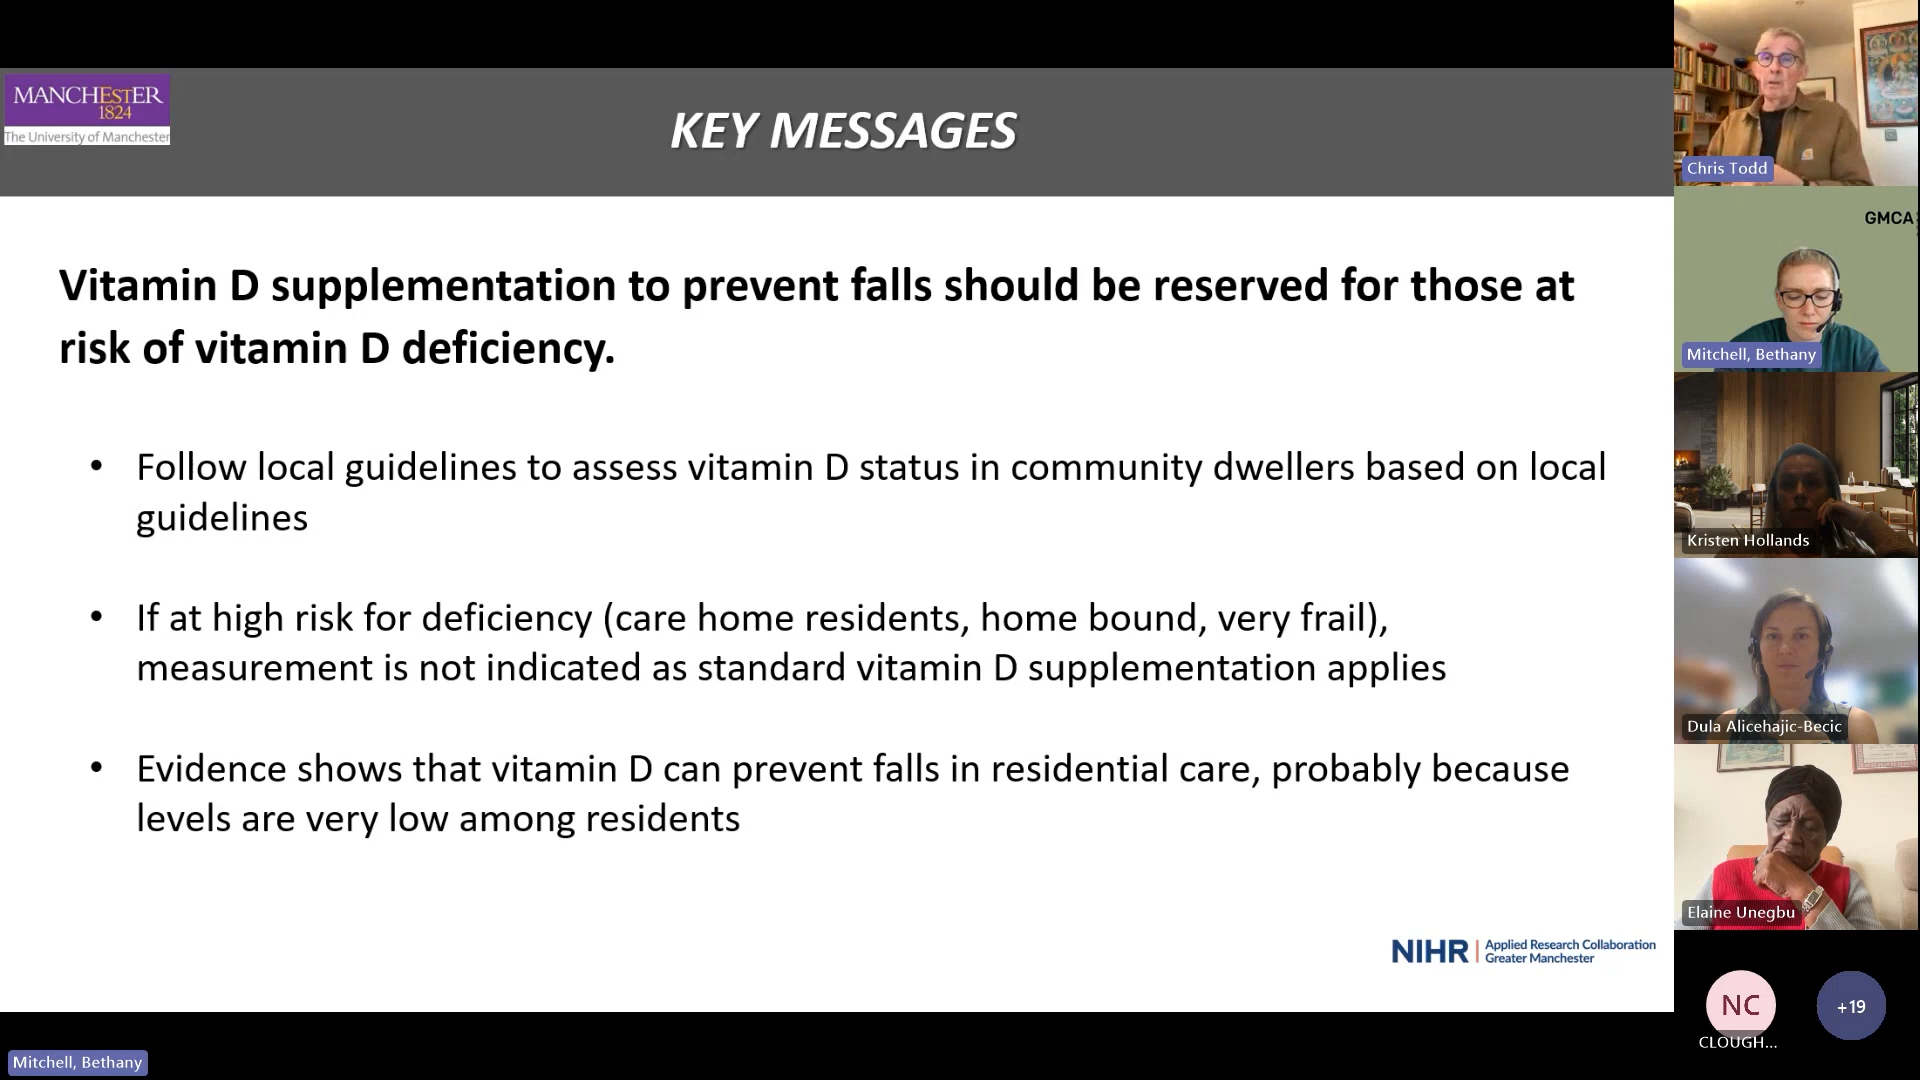 MANCHESTER
1824
The University of Manchester
KEY MESSAGES
Vitamin D supplementation to prevent falls should be reserved for those at
risk of vitamin D deficiency.
• Follow local guidelines to assess vitamin D status in community dwellers based on local
guidelines
• If at high risk for deficiency (care home residents, home bound, very frail),
measurement is not indicated as standard vitamin D supplementation applies
• Evidence shows that vitamin D can prevent falls in residential care, probably because
levels are very low among residents
NIHR | Applied Research Collaboration
Greater Manchester
Mitchell, Bethany
Chris Todd
GMCA
Mitchell, Bethany
Kristen Hollands
Dula Alicehajic-Becic
Elaine Unegbu
NC
CLOUGH...
+19